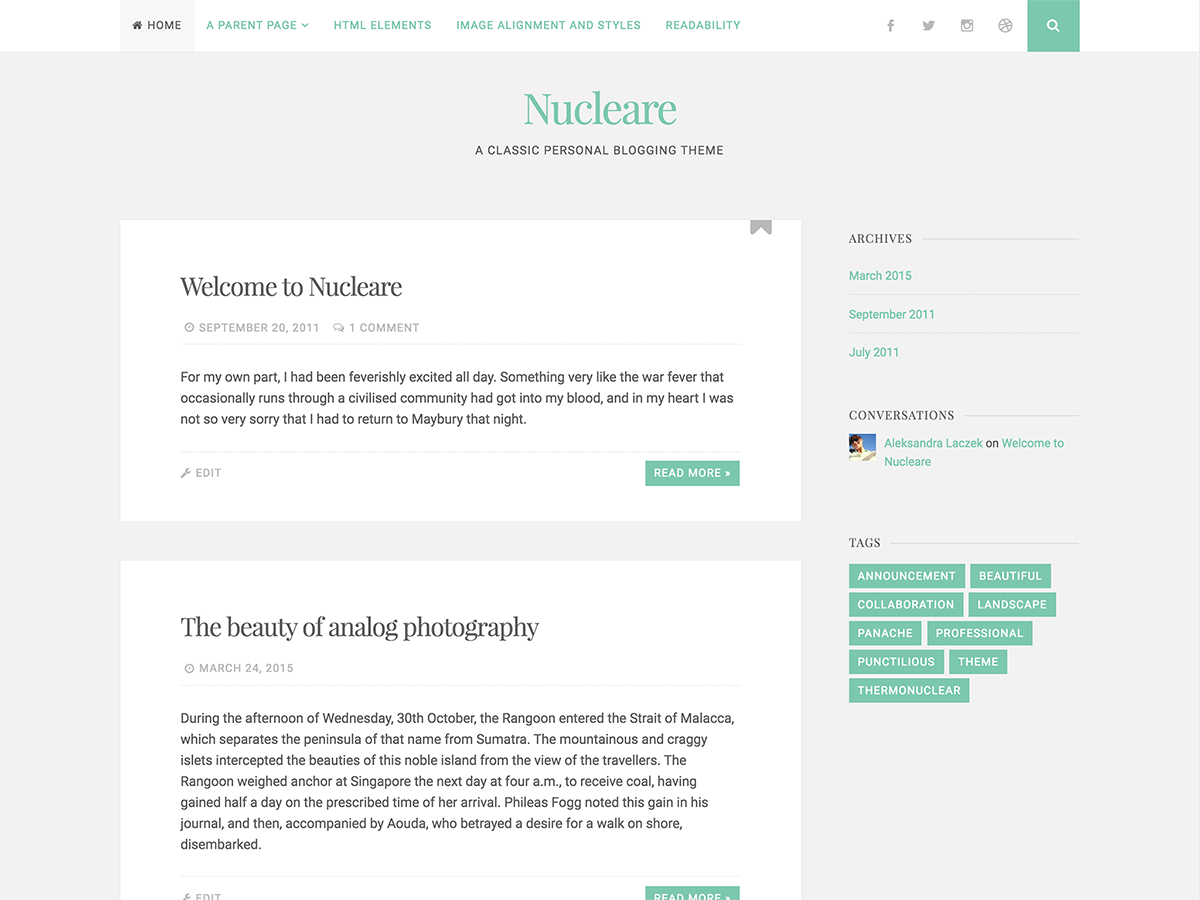 HOME A PARENT PAGE HTML ELEMENTS IMAGE ALIGNMENT AND STYLES READABILITY
Nucleare
A CLASSIC PERSONAL BLOGGING THEME
Welcome to Nucleare
SEPTEMBER 20, 2011 1 COMMENT
For my own part, I had been feverishly excited all day. Something very like the war fever that
occasionally runs through a civilised community had got into my blood, and in my heart I was
not so very sorry that I had to return to Maybury that night.
EDIT READ MORE »
The beauty of analog photography
MARCH 24, 2015
During the afternoon of Wednesday, 30th October, the Rangoon entered the Strait of Malacca,
which separates the peninsula of that name from Sumatra. The mountainous and craggy
islets intercepted the beauties of this noble island from the view of the travellers. The
Rangoon weighed anchor at Singapore the next day at four a.m., to receive coal, having
gained half a day on the prescribed time of her arrival. Phileas Fogg noted this gain in his
journal, and then, accompanied by Aouda, who betrayed a desire for a walk on shore,
disembarked.
EDIT READ MORE »
ARCHIVES
March 2015
September 2011
July 2011
CONVERSATIONS
Aleksandra Laczek on Welcome to
Nucleare
TAGS
ANNOUNCEMENT BEAUTIFUL
COLLABORATION LANDSCAPE
PANACHE PROFESSIONAL
PUNCTILIOUS THEME
THERMONUCLEAR